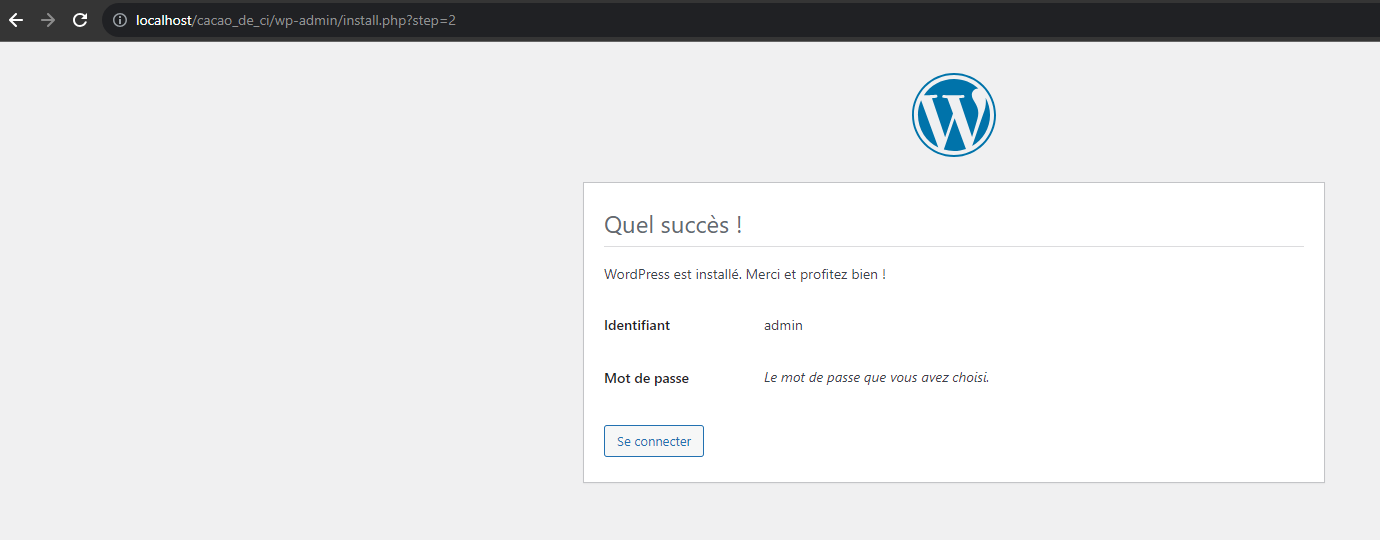 localhost/cacao_de_ci/wp-admin/install.php?step=2
W
Quel succès !
WordPress est installé. Merci et profitez bien !
Identifiant admin
Mot de passe Le mot de passe que vous avez choisi.
Se connecter